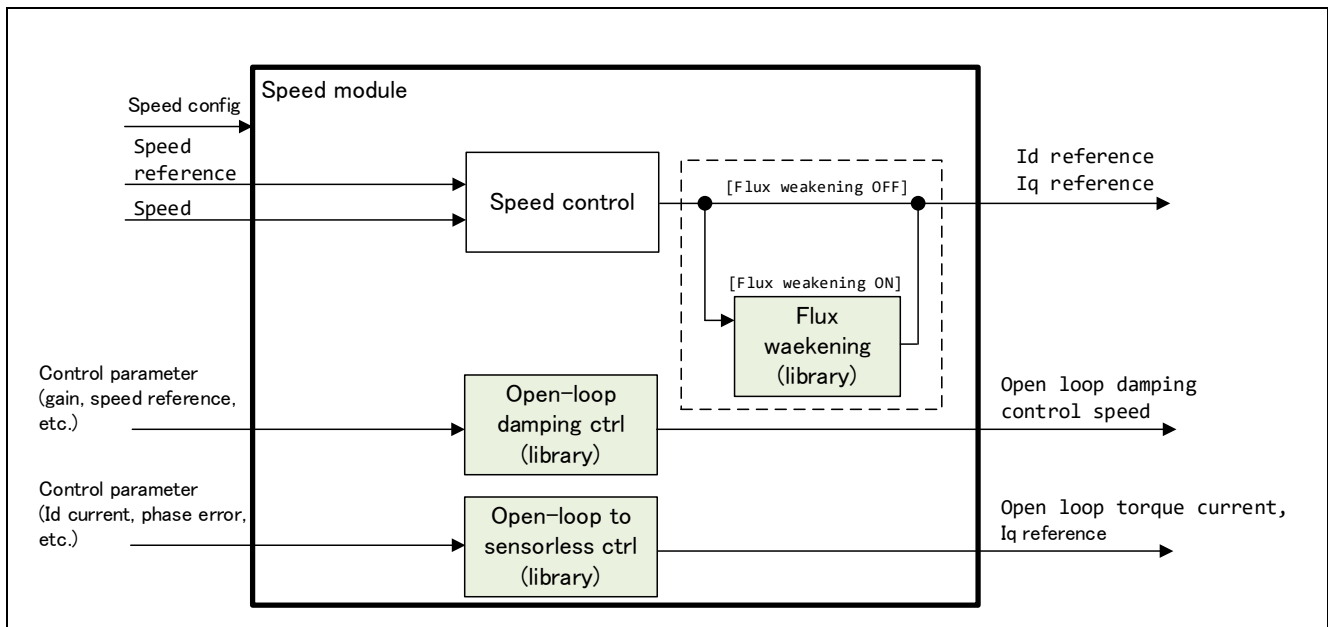 Speed module
Speed config
Speed
reference
Speed
Speed control
[Flux weakening OFF]
[Flux weakening ON]
Flux
waekening
(library)
Id reference
Iq reference
Control parameter
(gain, speed reference,
etc.)
Open-loop
damping ctrl
(library)
Open loop damping
control speed
Control parameter
(Id current, phase error,
etc.)
Open-loop to
sensorless ctrl
(library)
Open loop torque current,
Iq reference